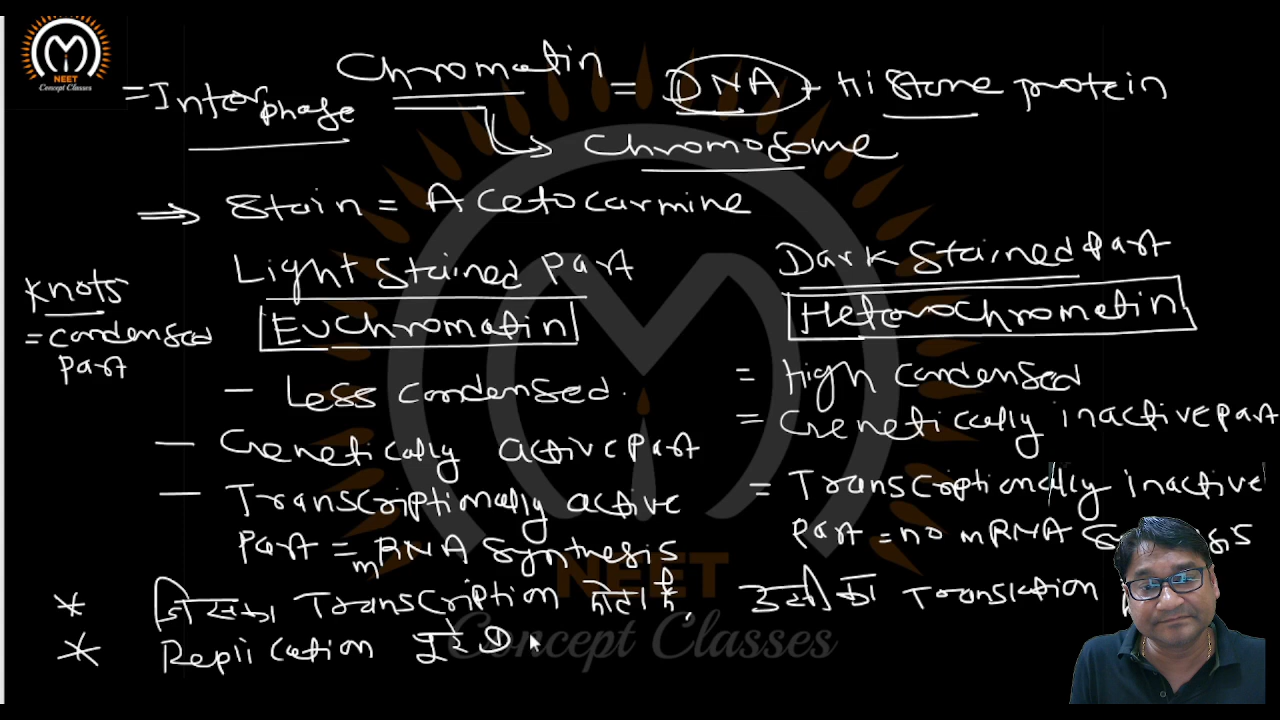 NEET
Concept Classes
Chromatin = DNA + Histone protein
= Interphase
Chromosome
⇒ Stain = Acetocarmine
Light Stained Part
Dark Stained Part
Knots
= condensed
Part
Euchromatin
Heterochromatin
- Less condensed.
= High condensed
- Genetically active Part
= Genetically inactive part
- Transcriptionally active
Part = mRNA Synthesis
= Transcriptionally inactive
Part = no mRNA
* जिसका Transcription होता है, उसी का Translation
* Replication पूरे D
NEET
Concept Classes